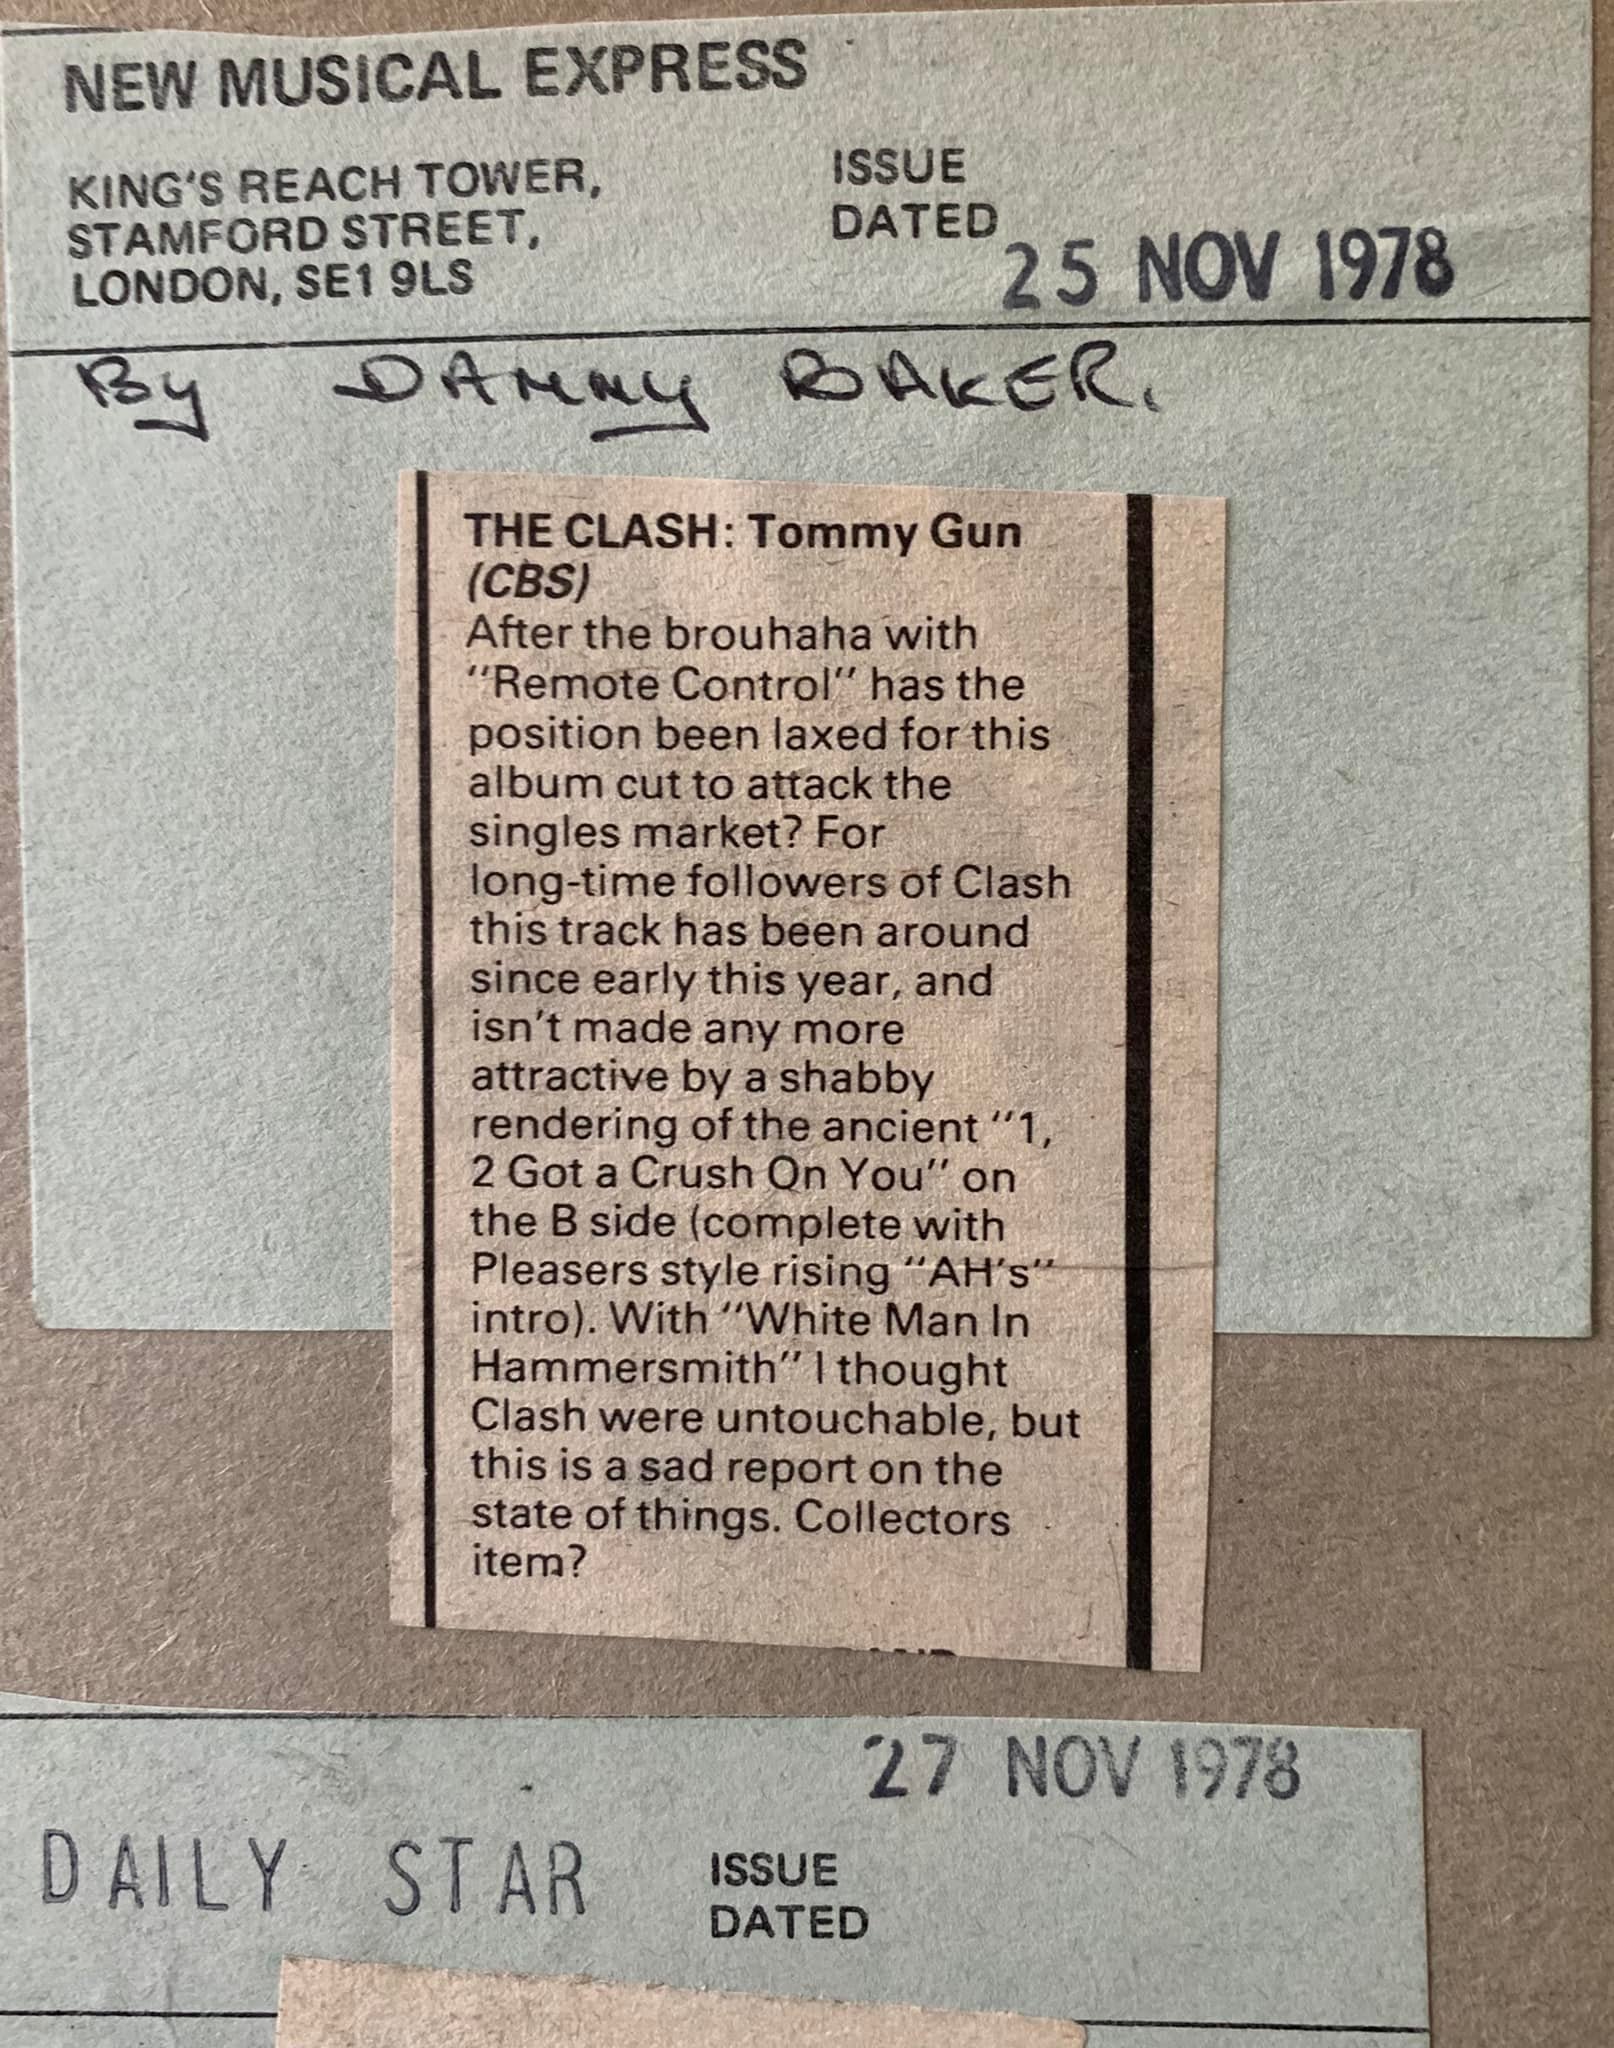 NEW MUSICAL EXPRESS
KING'S REACH TOWER,
STAMFORD STREET,
LONDON, SE1 9LS
ISSUE
DATED
25 NOV 1978
By DANNY BAKER.
THE CLASH: Tommy Gun
(CBS)
After the brouhaha with
"Remote Control" has the
position been laxed for this
album cut to attack the
singles market? For
long-time followers of Clash
this track has been around
since early this year, and
isn't made any more
attractive by a shabby
rendering of the ancient "1,
2 Got a Crush On You" on
the B side (complete with
Pleasers style rising "AH's"
intro). With "White Man In
Hammersmith" I thought
Clash were untouchable, but
this is a sad report on the
state of things. Collectors
item?
27 NOV 1978
DAILY STAR
ISSUE
DATED